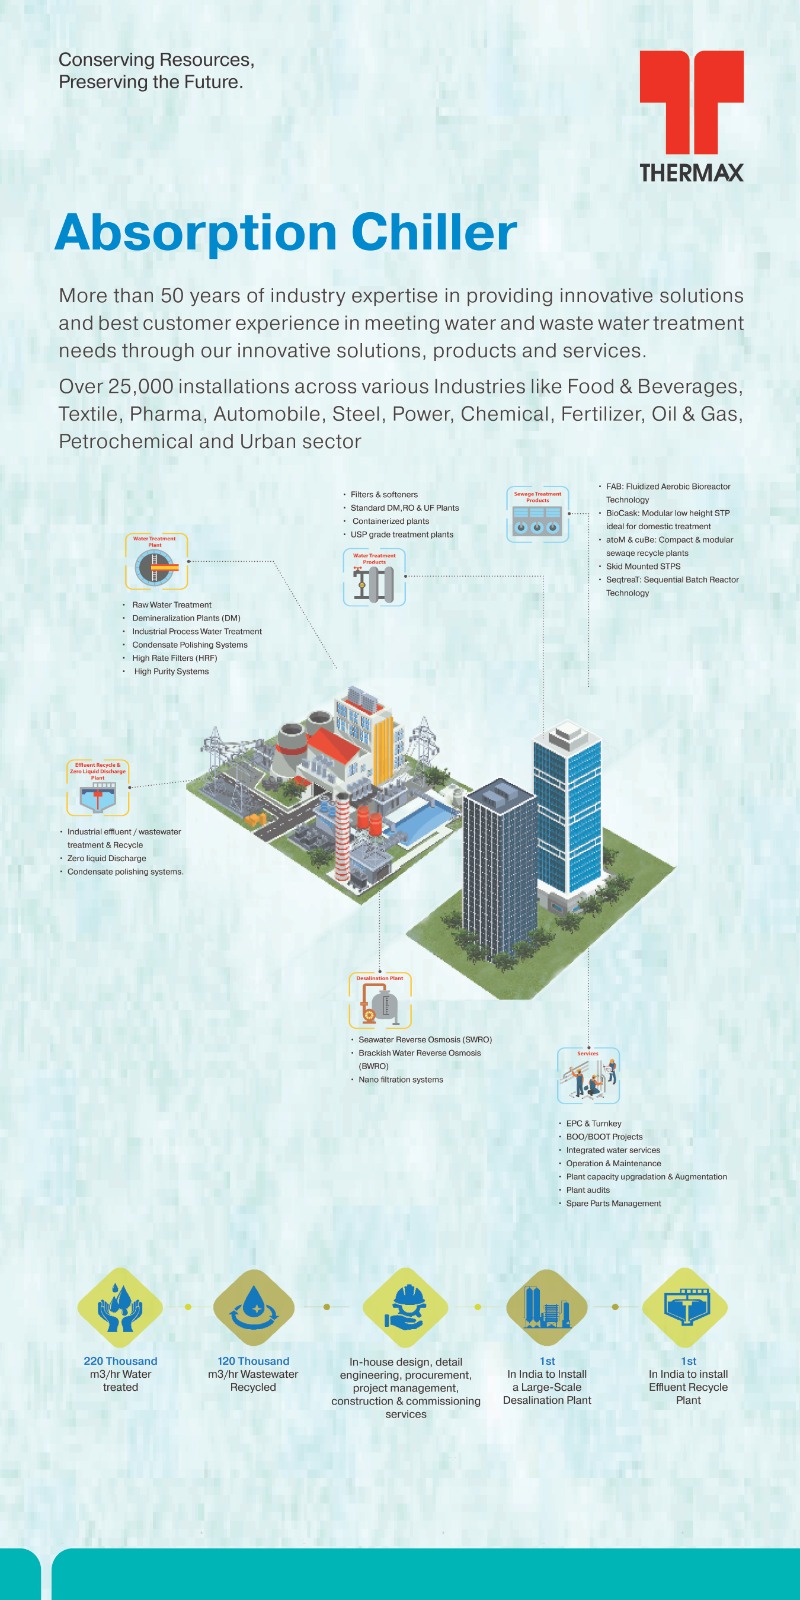 Conserving Resources,
Preserving the Future.
THERMAX
Absorption Chiller
More than 50 years of industry expertise in providing innovative solutions
and best customer experience in meeting water and waste water treatment
needs through our innovative solutions, products and services.
Over 25,000 installations across various Industries like Food & Beverages,
Textile, Pharma, Automobile, Steel, Power, Chemical, Fertilizer, Oil & Gas,
Petrochemical and Urban sector
Water Treatment
Plant
• Raw Water Treatment
• Demineralization Plants (DM)
• Industrial Process Water Treatment
• Condensate Polishing Systems
• High Rate Filters (HRF)
• High Purity Systems
• Filters & softeners
• Standard DM,RO & UF Plants
• Containerized plants
• USP grade treatment plants
Water Treatment
Products
Sewage Treatment
Products
• FAB: Fluidized Aerobic Bioreactor
Technology
• BioCask: Modular low height STP
ideal for domestic treatment
• atoM & cuBe: Compact & modular
sewage recycle plants
• Skid Mounted STPS
• SeqtreaT: Sequential Batch Reactor
Technology
Effluent Recycle &
Zero Liquid Discharge
Plant
• Industrial effluent / wastewater
treatment & Recycle
• Zero liquid Discharge
• Condensate polishing systems.
Desalination Plant
• Seawater Reverse Osmosis (SWRO)
• Brackish Water Reverse Osmosis
(BWRO)
• Nano filtration systems
Services
• EPC & Turnkey
• BOO/BOOT Projects
• Integrated water services
• Operation & Maintenance
• Plant capacity upgradation & Augmentation
• Plant audits
• Spare Parts Management
220 Thousand
m3/hr Water
treated
120 Thousand
m3/hr Wastewater
Recycled
In-house design, detail
engineering, procurement,
project management,
construction & commissioning
services
1st
In India to Install
a Large-Scale
Desalination Plant
1st
In India to install
Effluent Recycle
Plant